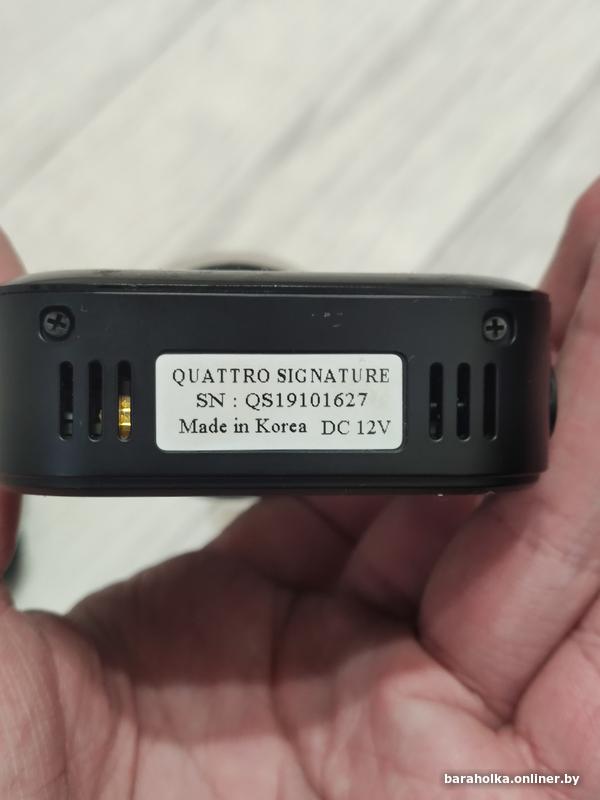 QUATTRO SIGNATURE
SN : QS19101627
Made in Korea DC 12V
baraholka.onliner.by